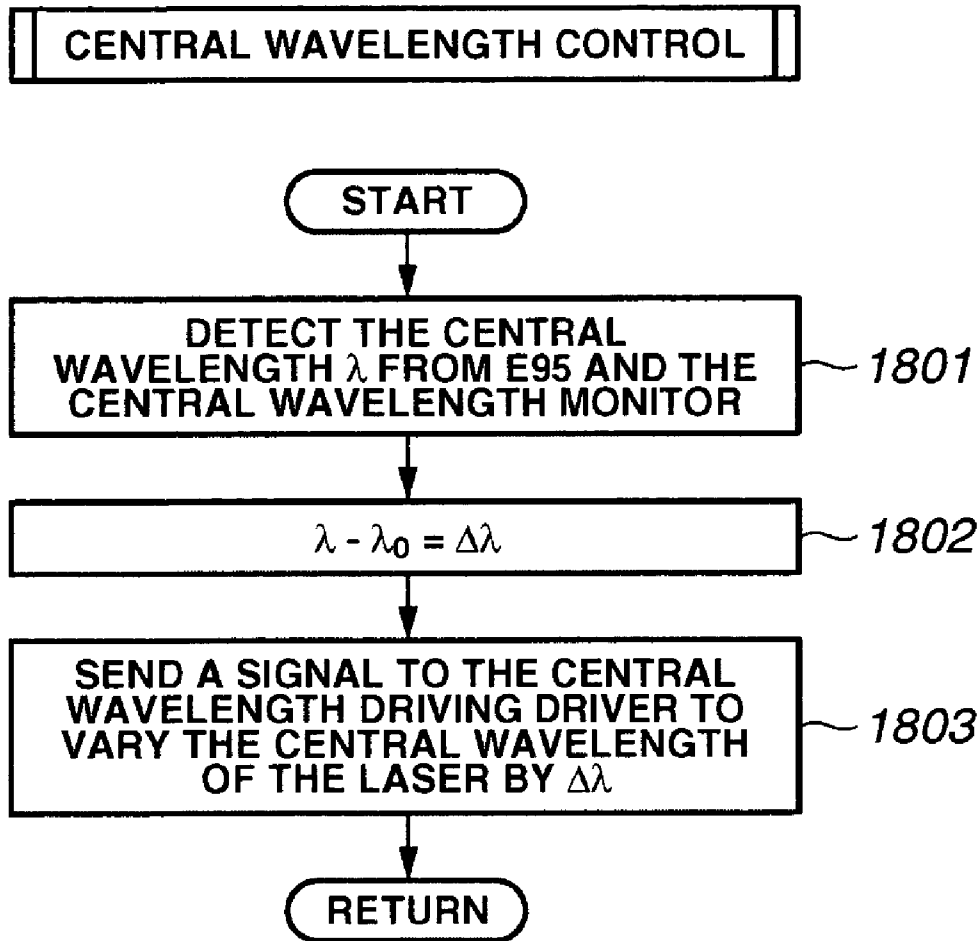 CENTRAL WAVELENGTH CONTROL
START
DETECT THE CENTRAL
WAVELENGTH λ FROM E95 AND THE
CENTRAL WAVELENGTH MONITOR
1801
λ - λ₀ = Δλ
1802
SEND A SIGNAL TO THE CENTRAL
WAVELENGTH DRIVING DRIVER TO
VARY THE CENTRAL WAVELENGTH
OF THE LASER BY Δλ
1803
RETURN